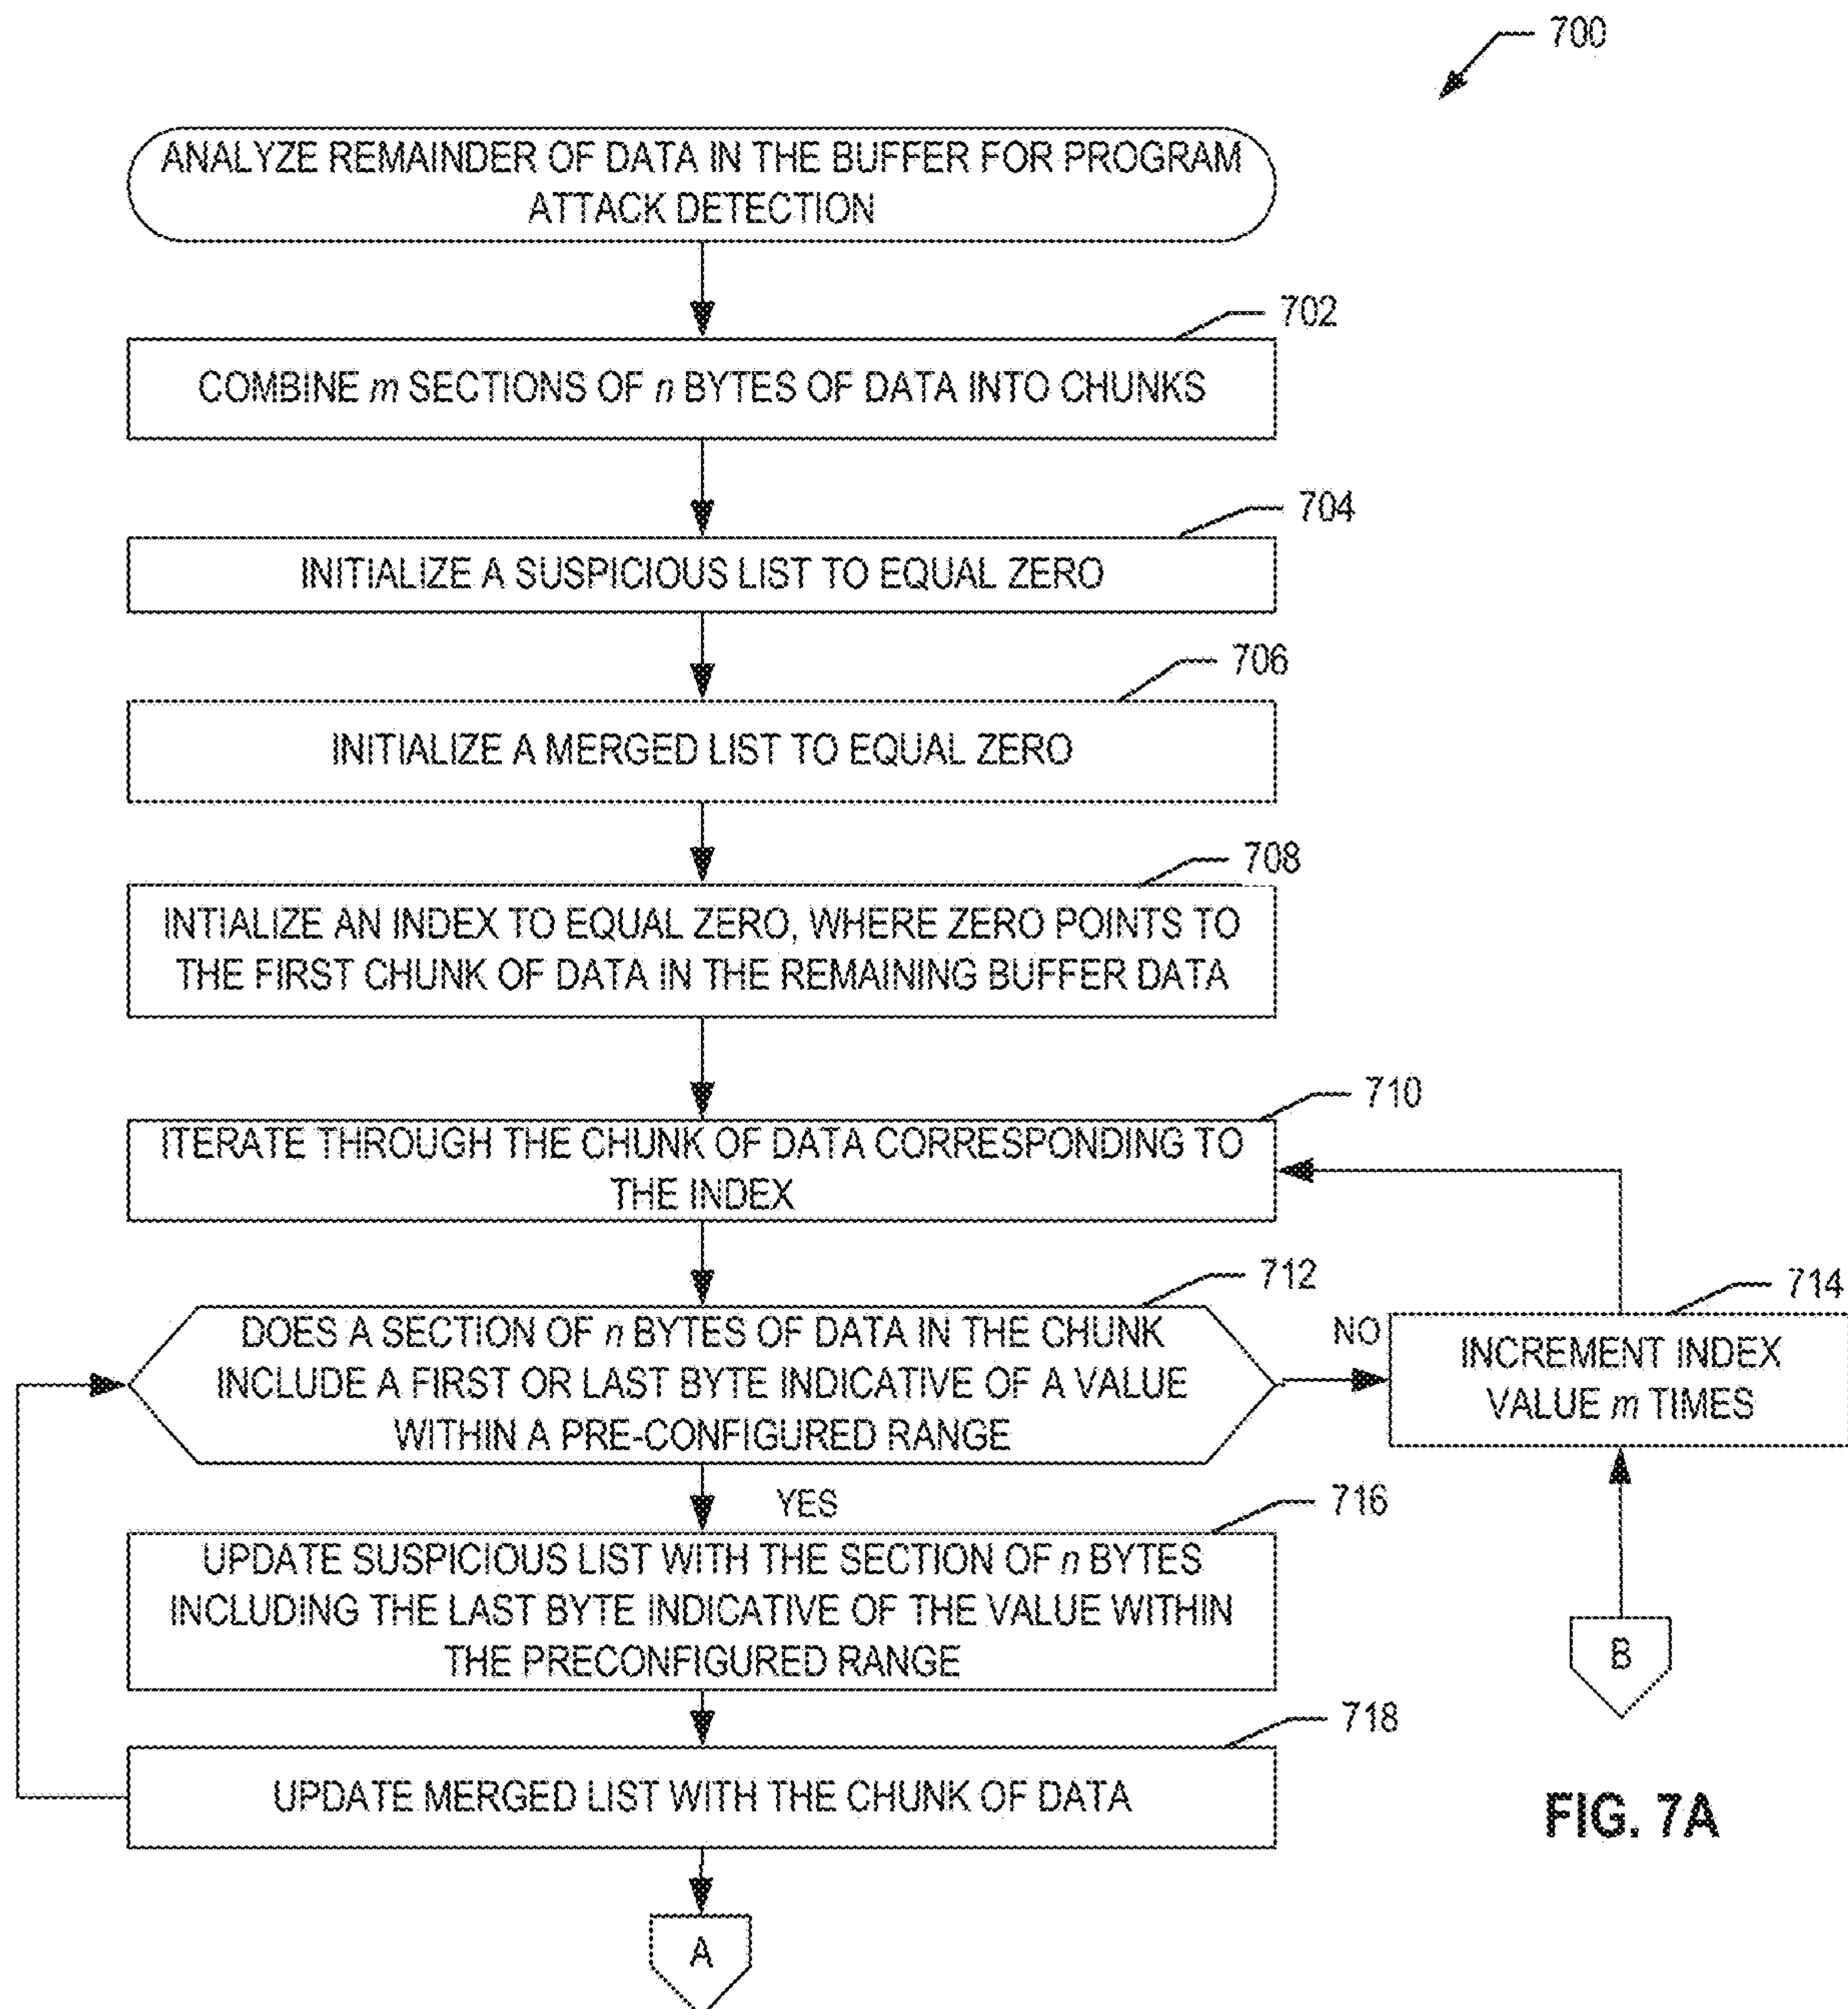 700
ANALYZE REMAINDER OF DATA IN THE BUFFER FOR PROGRAM
ATTACK DETECTION
702
COMBINE m SECTIONS OF n BYTES OF DATA INTO CHUNKS
704
INITIALIZE A SUSPICIOUS LIST TO EQUAL ZERO
706
INITIALIZE A MERGED LIST TO EQUAL ZERO
708
INTIALIZE AN INDEX TO EQUAL ZERO, WHERE ZERO POINTS TO
THE FIRST CHUNK OF DATA IN THE REMAINING BUFFER DATA
710
ITERATE THROUGH THE CHUNK OF DATA CORRESPONDING TO
THE INDEX
712
DOES A SECTION OF n BYTES OF DATA IN THE CHUNK
INCLUDE A FIRST OR LAST BYTE INDICATIVE OF A VALUE
WITHIN A PRE-CONFIGURED RANGE
NO
714
INCREMENT INDEX
VALUE m TIMES
YES
716
UPDATE SUSPICIOUS LIST WITH THE SECTION OF n BYTES
INCLUDING THE LAST BYTE INDICATIVE OF THE VALUE WITHIN
THE PRECONFIGURED RANGE
B
718
UPDATE MERGED LIST WITH THE CHUNK OF DATA
FIG. 7A
A